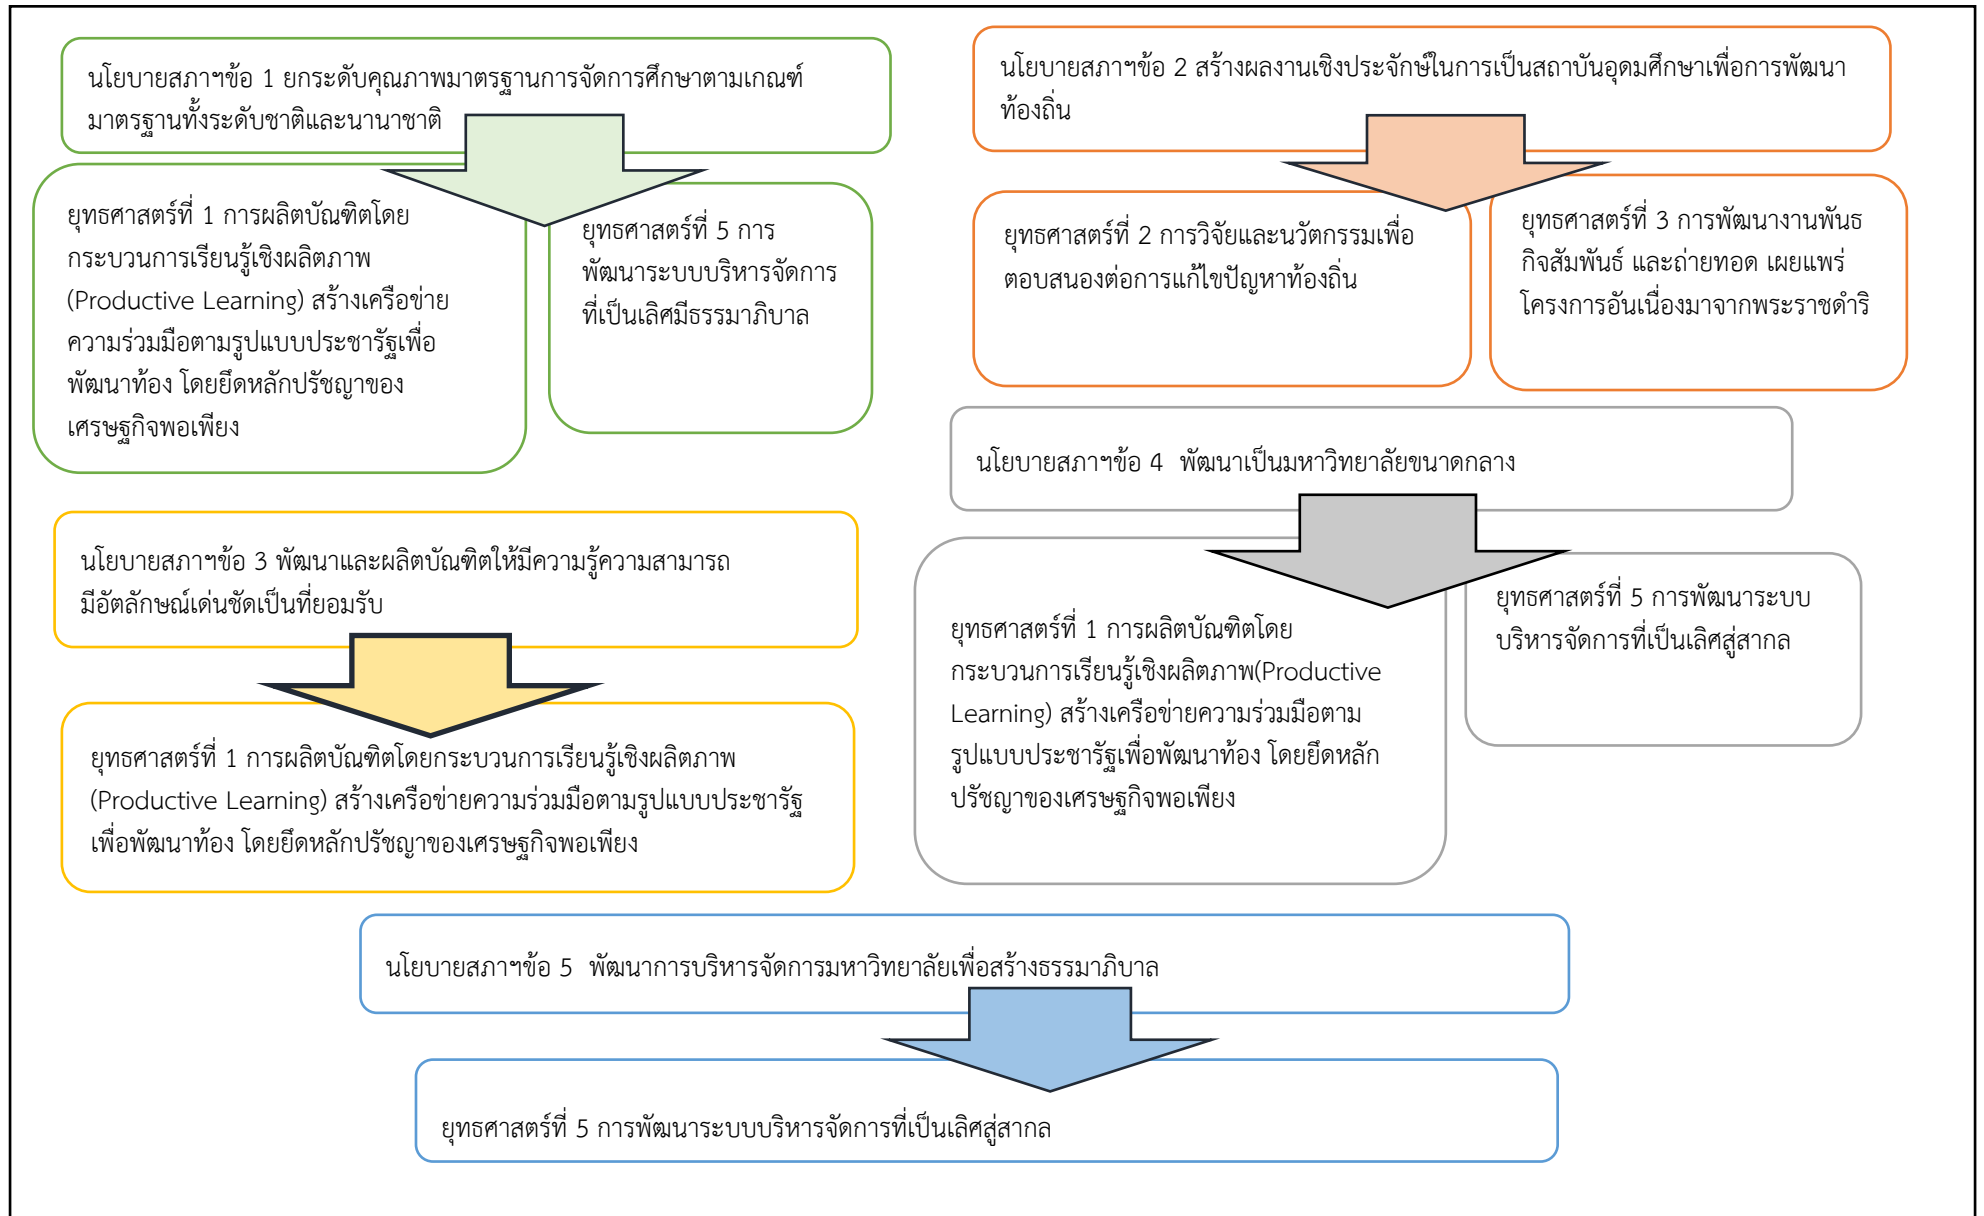 นโยบายสภาฯข้อ 1 ยกระดับคุณภาพมาตรฐานการจัดการศึกษาตามเกณฑ์
มาตรฐานทั้งระดับชาติและนานาชาติ
ยุทธศาสตร์ที่ 1 การผลิตบัณฑิตโดย
กระบวนการเรียนรู้เชิงผลิตภาพ
(Productive Learning) สร้างเครือข่าย
ความร่วมมือตามรูปแบบประชารัฐเพื่อ
พัฒนาท้อง โดยยึดหลักปรัชญาของ
เศรษฐกิจพอเพียง
ยุทธศาสตร์ที่ 5 การ
พัฒนาระบบบริหารจัดการ
ที่เป็นเลิศมีธรรมาภิบาล
นโยบายสภาฯข้อ 2 สร้างผลงานเชิงประจักษ์ในการเป็นสถาบันอุดมศึกษาเพื่อการพัฒนา
ท้องถิ่น
ยุทธศาสตร์ที่ 2 การวิจัยและนวัตกรรมเพื่อ
ตอบสนองต่อการแก้ไขปัญหาท้องถิ่น
ยุทธศาสตร์ที่ 3 การพัฒนางานพันธ
กิจสัมพันธ์ และถ่ายทอด เผยแพร่
โครงการอันเนื่องมาจากพระราชดำริ
นโยบายสภาฯข้อ 3 พัฒนาและผลิตบัณฑิตให้มีความรู้ความสามารถ
มีอัตลักษณ์เด่นชัดเป็นที่ยอมรับ
ยุทธศาสตร์ที่ 1 การผลิตบัณฑิตโดยกระบวนการเรียนรู้เชิงผลิตภาพ
(Productive Learning) สร้างเครือข่ายความร่วมมือตามรูปแบบประชารัฐ
เพื่อพัฒนาท้อง โดยยึดหลักปรัชญาของเศรษฐกิจพอเพียง
นโยบายสภาฯข้อ 4 พัฒนาเป็นมหาวิทยาลัยขนาดกลาง
ยุทธศาสตร์ที่ 1 การผลิตบัณฑิตโดย
กระบวนการเรียนรู้เชิงผลิตภาพ(Productive
Learning) สร้างเครือข่ายความร่วมมือตาม
รูปแบบประชารัฐเพื่อพัฒนาท้อง โดยยึดหลัก
ปรัชญาของเศรษฐกิจพอเพียง
ยุทธศาสตร์ที่ 5 การพัฒนาระบบ
บริหารจัดการที่เป็นเลิศสู่สากล
นโยบายสภาฯข้อ 5 พัฒนาการบริหารจัดการมหาวิทยาลัยเพื่อสร้างธรรมาภิบาล
ยุทธศาสตร์ที่ 5 การพัฒนาระบบบริหารจัดการที่เป็นเลิศสู่สากล